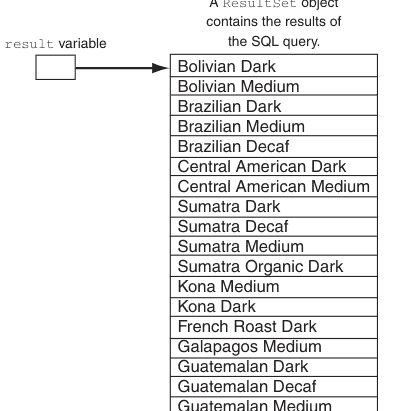 A ResultSet object
contains the results of
the SQL query.
result variable
Bolivian Dark
Bolivian Medium
Brazilian Dark
Brazilian Medium
Brazilian Decaf
Central American Dark
Central American Medium
Sumatra Dark
Sumatra Decaf
Sumatra Medium
Sumatra Organic Dark
Kona Medium
Kona Dark
French Roast Dark
Galapagos Medium
Guatemalan Dark
Guatemalan Decaf
Guatemalan Medium